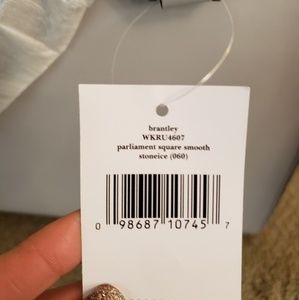 brantley
WKRU4607
parliament square smooth
stoneice (060)
0 98687 10745 7